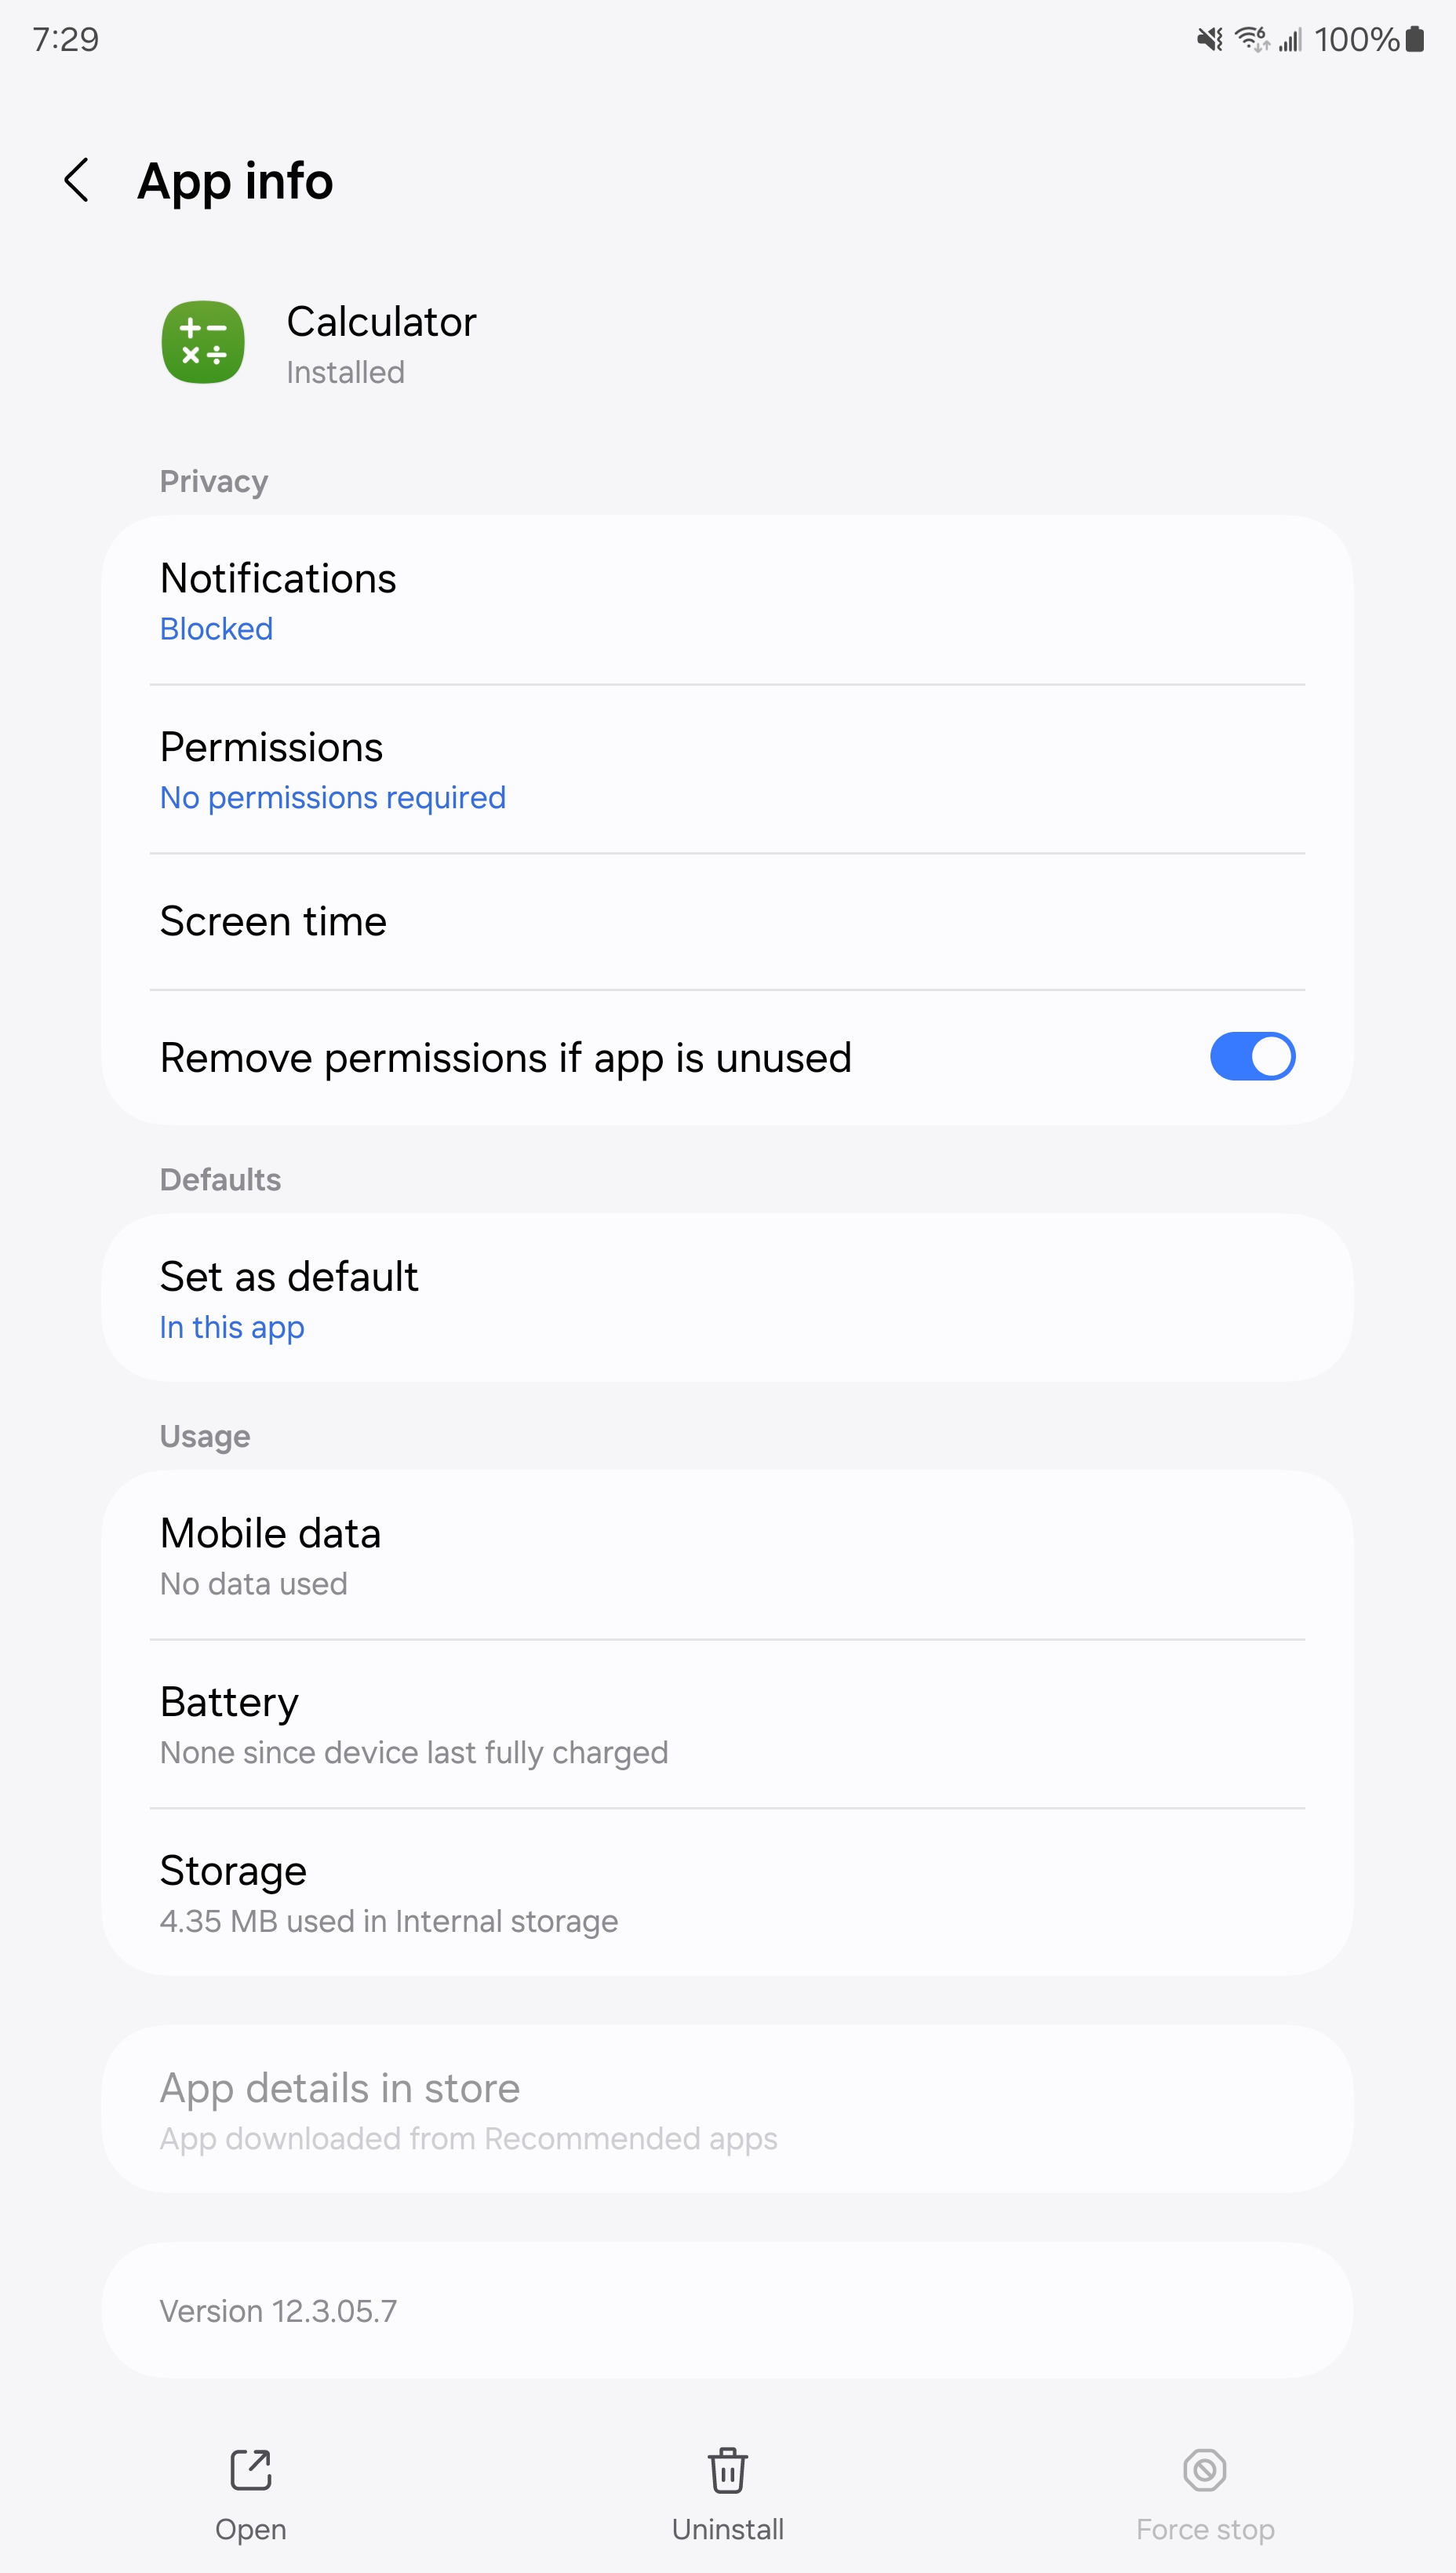 7:29
100%
App info
Calculator
Installed
Privacy
Notifications
Blocked
Permissions
No permissions required
Screen time
Remove permissions if app is unused
Defaults
Set as default
In this app
Usage
Mobile data
No data used
Battery
None since device last fully charged
Storage
4.35 MB used in Internal storage
App details in store
App downloaded from Recommended apps
Version 12.3.05.7
Open
Uninstall
Force stop